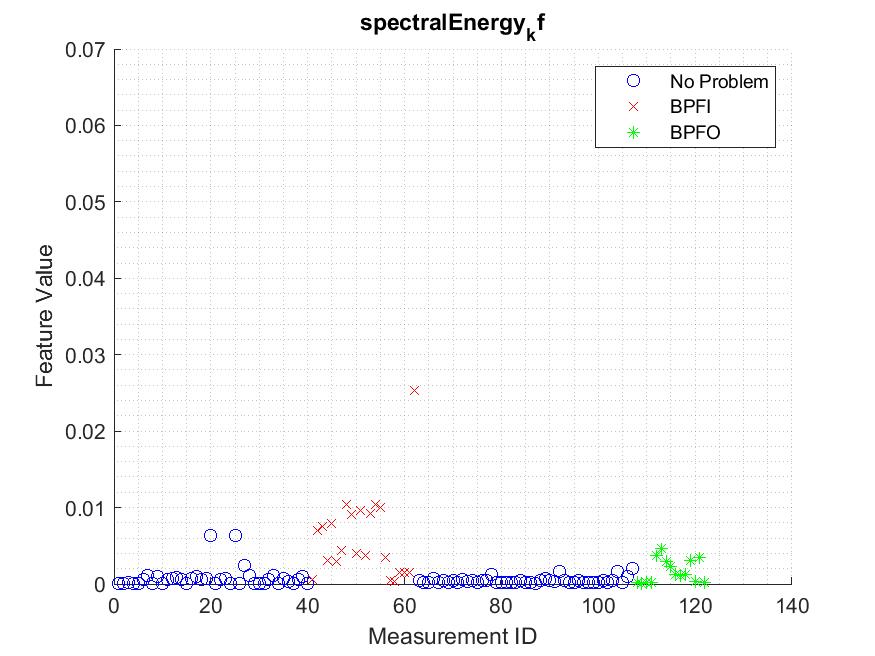 spectralEnergy_kf
0.07
0.06
0.05
0.04
0.03
0.02
0.01
0
Feature Value
No Problem
BPFI
BPFO
0 20 40 60 80 100 120 140
Measurement ID